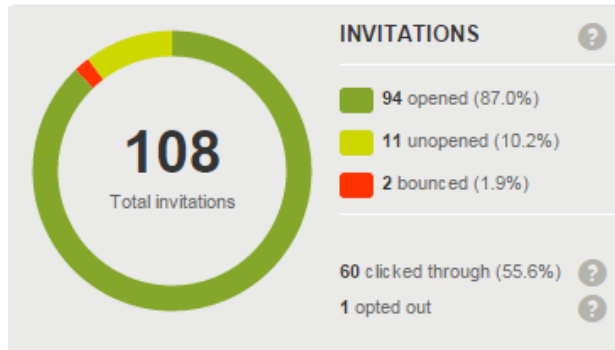 108
Total invitations
INVITATIONS
?
94 opened (87.0%)
11 unopened (10.2%)
2 bounced (1.9%)
60 clicked through (55.6%)
?
1 opted out
?